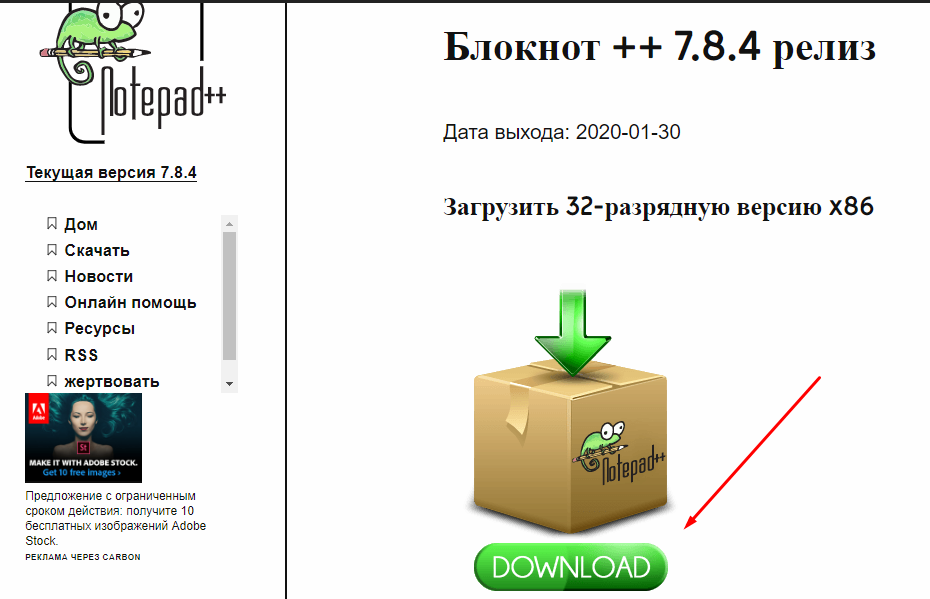 Notepad++
Текущая версия 7.8.4
Дом
Скачать
Новости
Онлайн помощь
Ресурсы
RSS
жертвовать
Adobe
St
MAKE IT WITH ADOBE STOCK.
Get 10 free images ›
Предложение с ограниченным
сроком действия: получите 10
бесплатных изображений Adobe
Stock.
РЕКЛАМА ЧЕРЕЗ CARBON
Блокнот ++ 7.8.4 релиз
Дата выхода: 2020-01-30
Загрузить 32-разрядную версию x86
Notepad++
DOWNLOAD